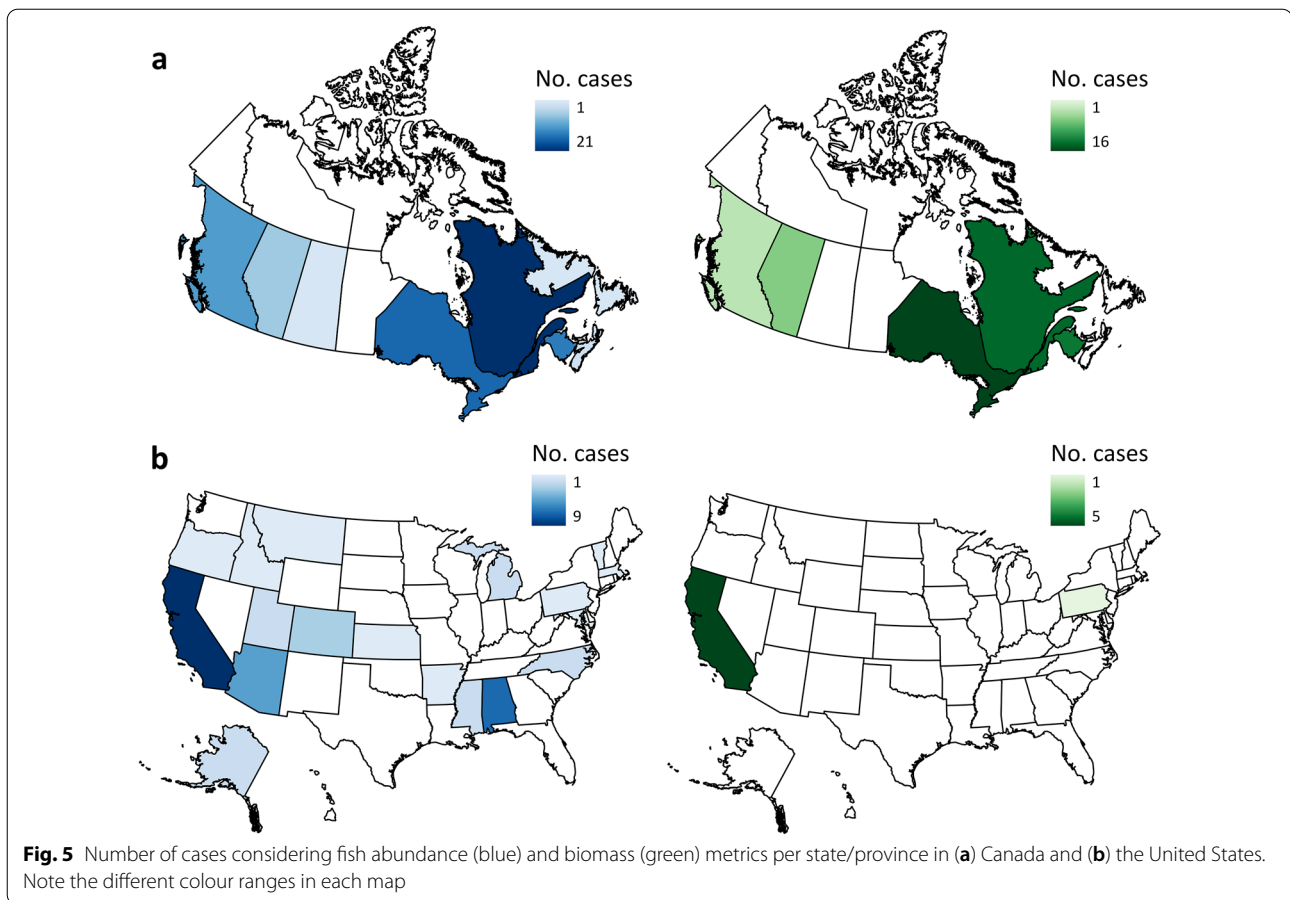 a
No. cases
1
21
No. cases
1
16
b
No. cases
1
9
No. cases
1
5
Fig. 5 Number of cases considering fish abundance (blue) and biomass (green) metrics per state/province in (a) Canada and (b) the United States.
Note the different colour ranges in each map